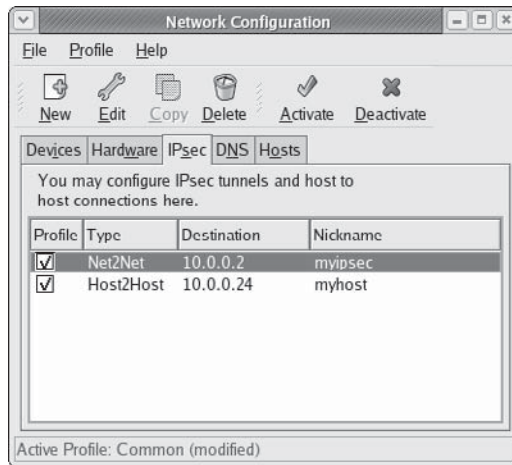 Network Configuration
File Profile Help
New Edit Copy Delete Activate Deactivate
Devices Hardware IPsec DNS Hosts
You may configure IPsec tunnels and host to
host connections here.
Profile Type Destination Nickname
Net2Net 10.0.0.2 myipsec
Host2Host 10.0.0.24 myhost
Active Profile: Common (modified)